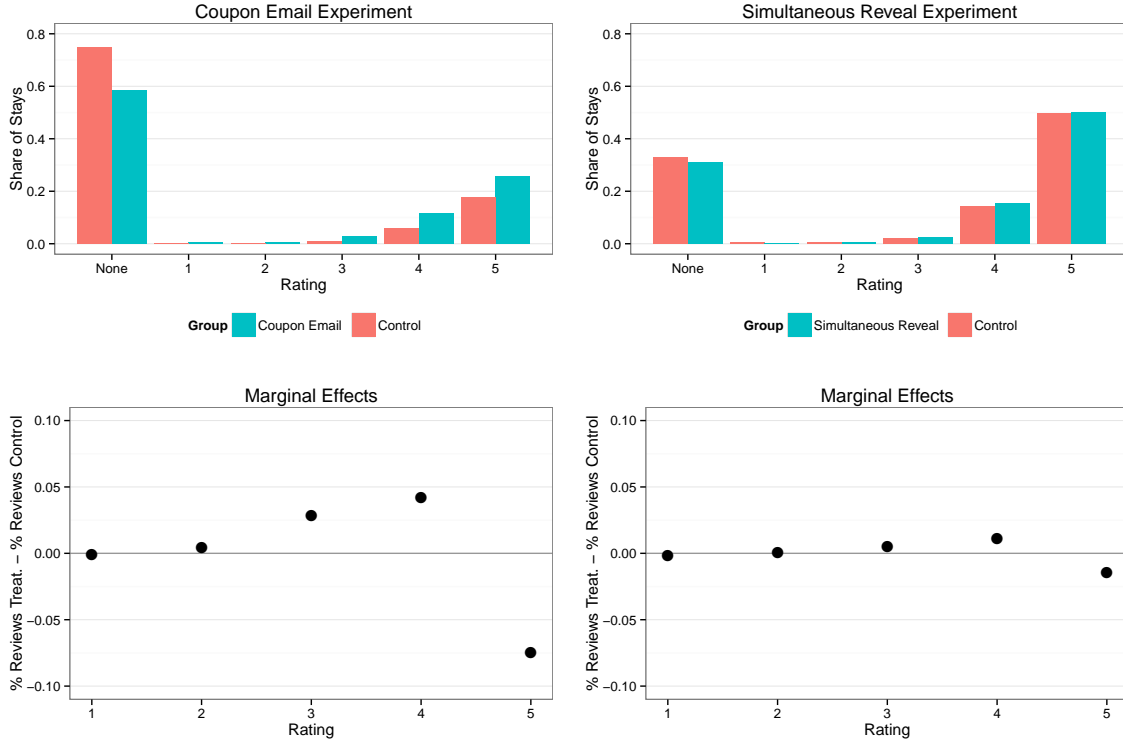 Coupon Email Experiment
Share of Stays
0.8
0.6
0.4
0.2
0.0
None 1 2 3 4 5
Rating
Group Coupon Email Control
Simultaneous Reveal Experiment
Share of Stays
0.8
0.6
0.4
0.2
0.0
None 1 2 3 4 5
Rating
Group Simultaneous Reveal Control
Marginal Effects
% Reviews Treat. − % Reviews Control
0.10
0.05
0.00
−0.05
−0.10
1 2 3 4 5
Rating
Marginal Effects
% Reviews Treat. − % Reviews Control
0.10
0.05
0.00
−0.05
−0.10
1 2 3 4 5
Rating